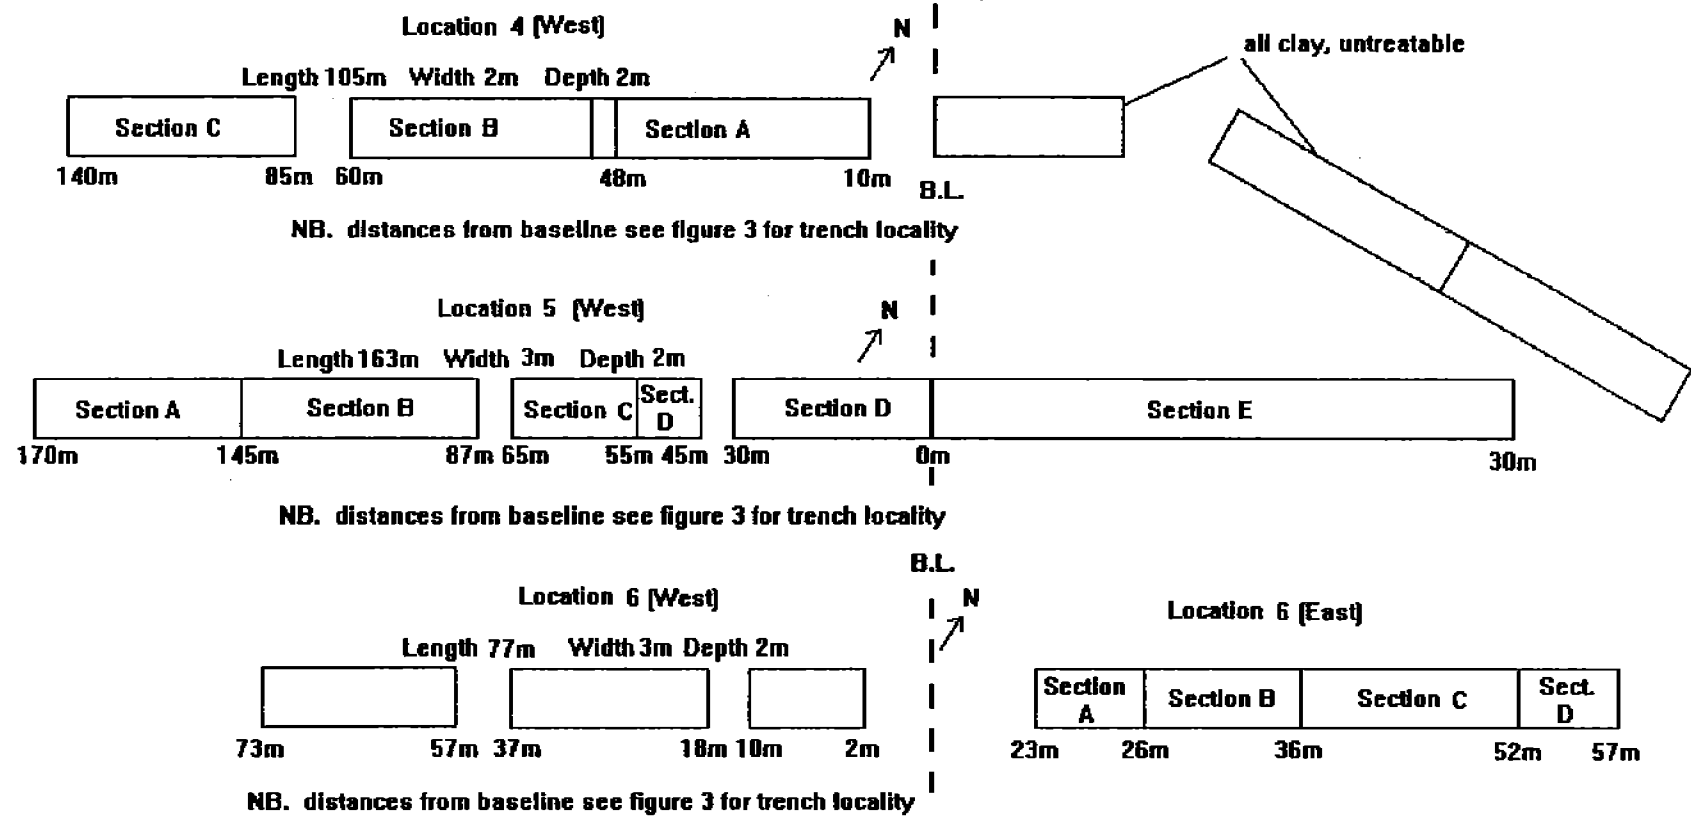 Location 4 (West)
N
all clay, untreatable
Length 105m Width 2m Depth 2m
Section C Section B Section A
140m 85m 60m 48m 10m
B.L.
NB. distances from baseline see figure 3 for trench locality
Location 5 (West)
N
Length 163m Width 3m Depth 2m
Section A Section B Section C Sect. D Section D Section E
170m 145m 87m 65m 55m 45m 30m 0m 30m
NB. distances from baseline see figure 3 for trench locality
B.L.
Location 6 (West)
N
Location 6 (East)
Length 77m Width 3m Depth 2m
Section A Section B Section C Sect. D
73m 57m 37m 18m 10m 2m 23m 26m 36m 52m 57m
NB. distances from baseline see figure 3 for trench locality